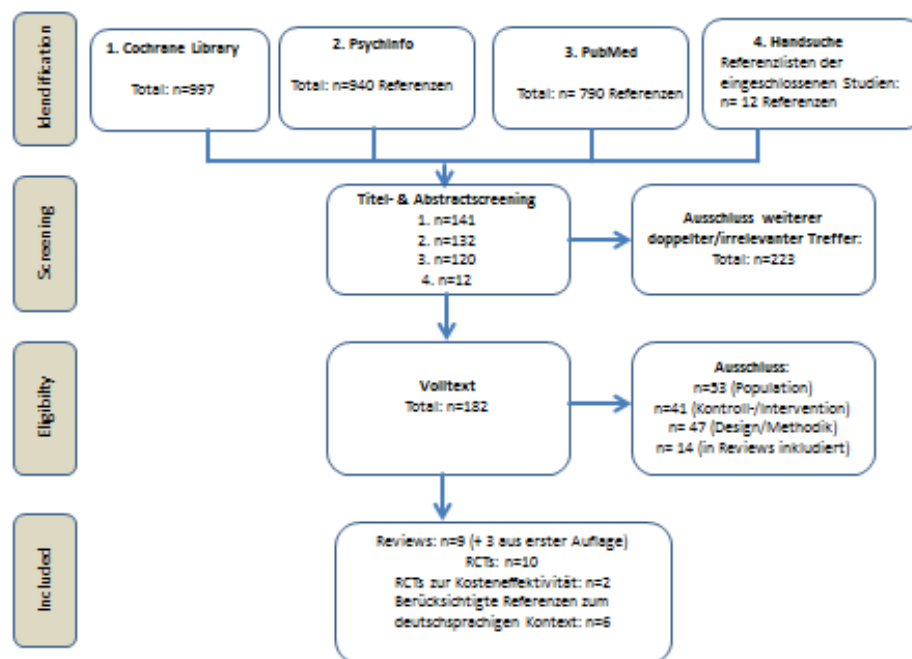 Idendification
1. Cochrane Library
Total: n=997
2. PsychInfo
Total: n=940 Referenzen
3. PubMed
Total: n= 790 Referenzen
4. Handsuche
Referenzlisten der
eingeschlossenen Studien:
n= 12 Referenzen
Screening
Titel- & Abstractscreening
1. n=141
2. n=132
3. n=120
4. n=12
Ausschluss weiterer
doppelter/irrelevanter Treffer:
Total: n=223
Eligibilty
Volltext
Total: n=182
Ausschluss:
n=53 (Population)
n=41 (Kontroll-/Intervention)
n= 47 (Design/Methodik)
n= 14 (in Reviews inkludiert)
Included
Reviews: n=9 (+ 3 aus erster Auflage)
RCTs: n=10
RCTs zur Kosteneffektivität: n=2
Berücksichtigte Referenzen zum
deutschsprachigen Kontext: n=6